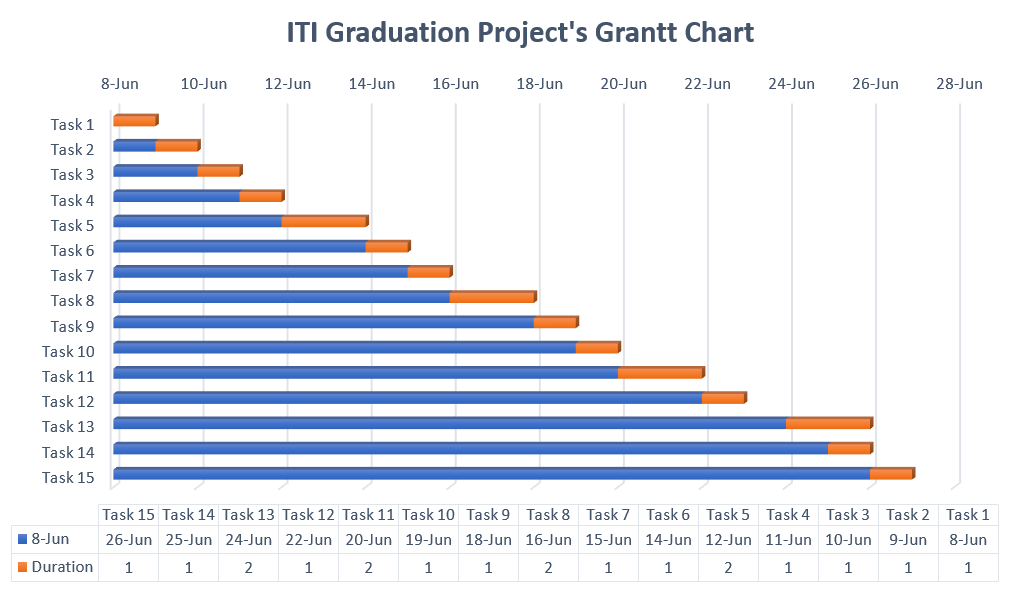 ITI Graduation Project's Grantt Chart
8-Jun 10-Jun 12-Jun 14-Jun 16-Jun 18-Jun 20-Jun 22-Jun 24-Jun 26-Jun 28-Jun
Task 1
Task 2
Task 3
Task 4
Task 5
Task 6
Task 7
Task 8
Task 9
Task 10
Task 11
Task 12
Task 13
Task 14
Task 15
Task 15 Task 14 Task 13 Task 12 Task 11 Task 10 Task 9 Task 8 Task 7 Task 6 Task 5 Task 4 Task 3 Task 2 Task 1
8-Jun 26-Jun 25-Jun 24-Jun 22-Jun 20-Jun 19-Jun 18-Jun 16-Jun 15-Jun 14-Jun 12-Jun 11-Jun 10-Jun 9-Jun 8-Jun
Duration 1 1 2 1 2 1 1 2 1 1 2 1 1 1 1